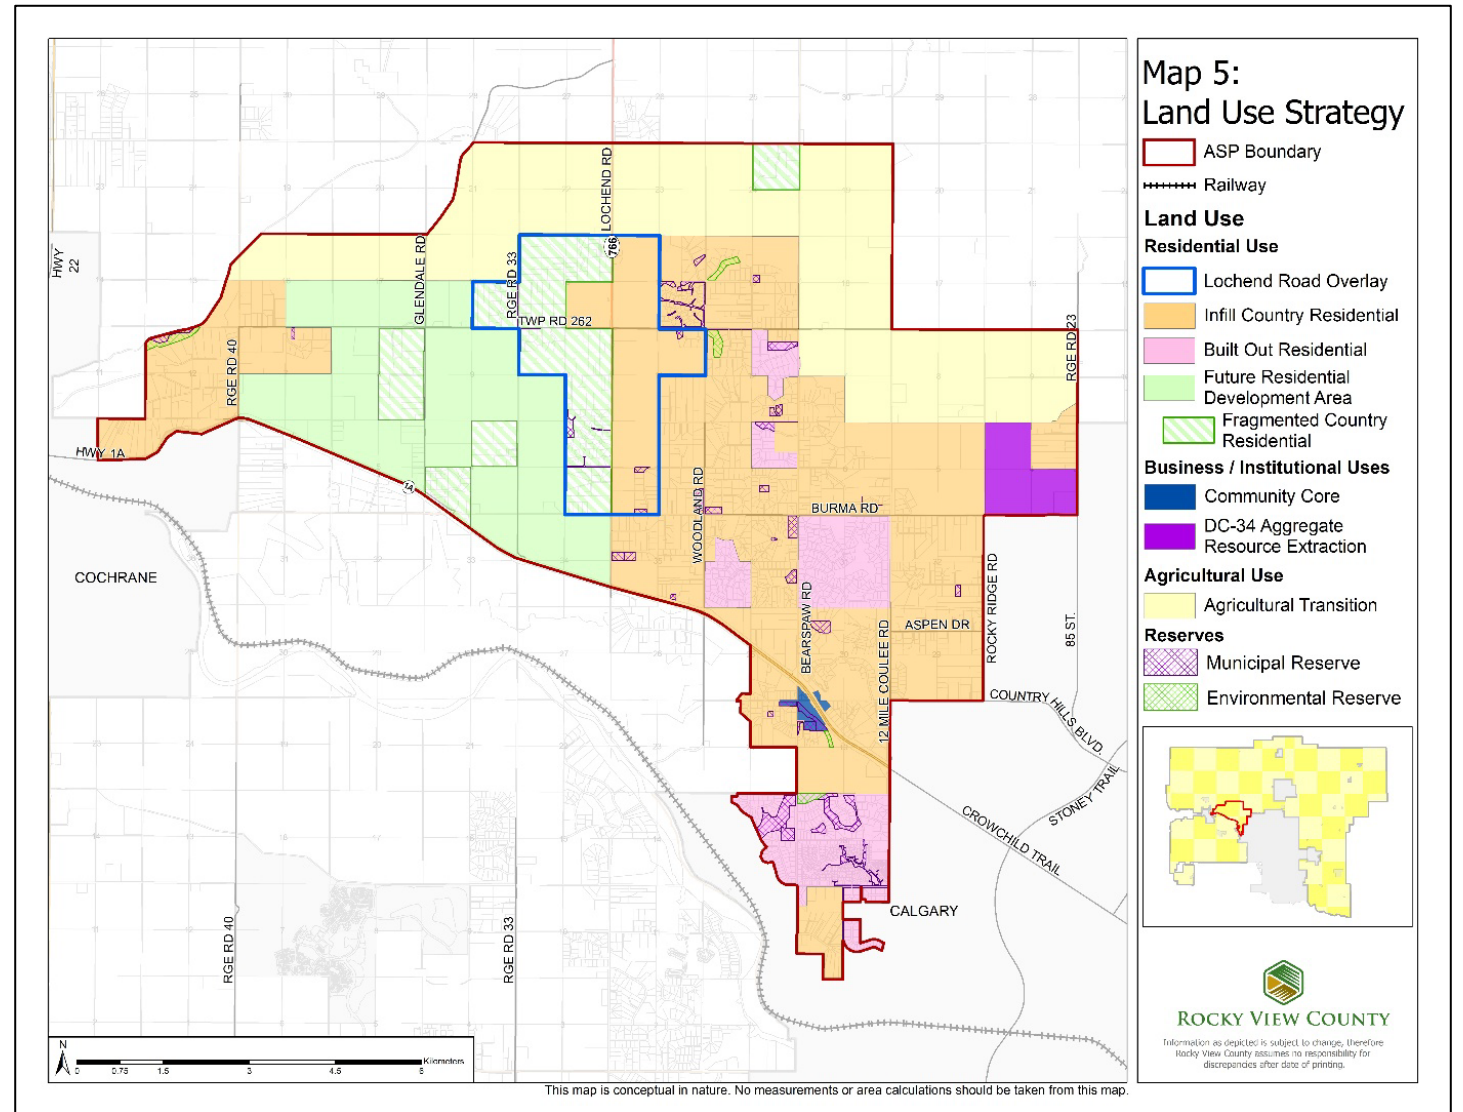 Map 5:
Land Use Strategy
ASP Boundary
Railway
Land Use
Residential Use
Lochend Road Overlay
Infill Country Residential
Built Out Residential
Future Residential
Development Area
Fragmented Country
Residential
Business / Institutional Uses
Community Core
DC-34 Aggregate
Resource Extraction
Agricultural Use
Agricultural Transition
Reserves
Municipal Reserve
Environmental Reserve
LOCHEND RD
766
HWY
22
GLENDALE RD
RGE RD 33
TWP RD 262
RGE RD 23
RGE RD 40
HWY 1A
1A
WOODLAND RD
BURMA RD
COCHRANE
BEARSPAW RD
ROCKY RIDGE RD
ASPEN DR
85 ST.
12 MILE COULEE RD
COUNTRY HILLS BLVD.
STONEY TRAIL
CROWCHILD TRAIL
CALGARY
RGE RD 40
RGE RD 33
ROCKY VIEW COUNTY
Information as depicted is subject to change, therefore
Rocky View County assumes no responsibility for
discrepancies after date of printing.
N
Kilometers
0 0.75 1.5 3 4.5 6
This map is conceptual in nature. No measurements or area calculations should be taken from this map.